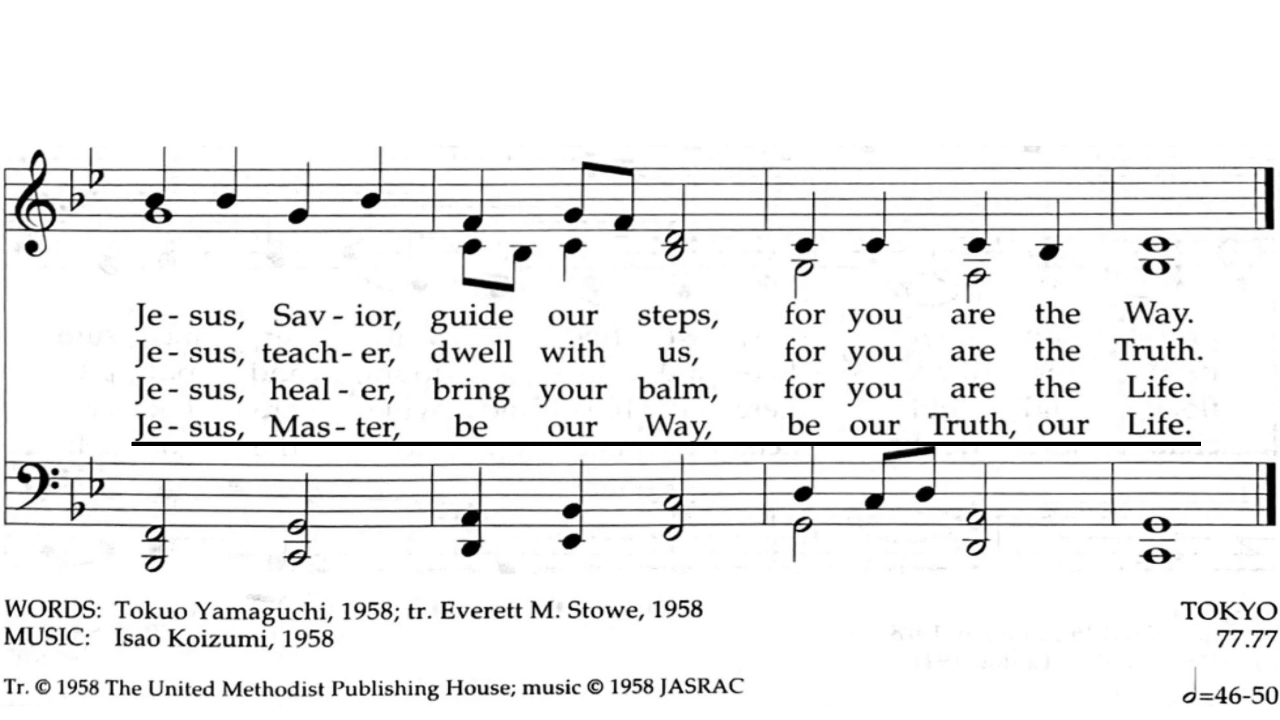 Je - sus, Sav - ior, guide our steps, for you are the Way.
Je - sus, teach - er, dwell with us, for you are the Truth.
Je - sus, heal - er, bring your balm, for you are the Life.
Je - sus, Mas - ter, be our Way, be our Truth, our Life.
WORDS: Tokuo Yamaguchi, 1958; tr. Everett M. Stowe, 1958
TOKYO
MUSIC: Isao Koizumi, 1958
77.77
Tr. © 1958 The United Methodist Publishing House; music © 1958 JASRAC
𝅗𝅥=46-50